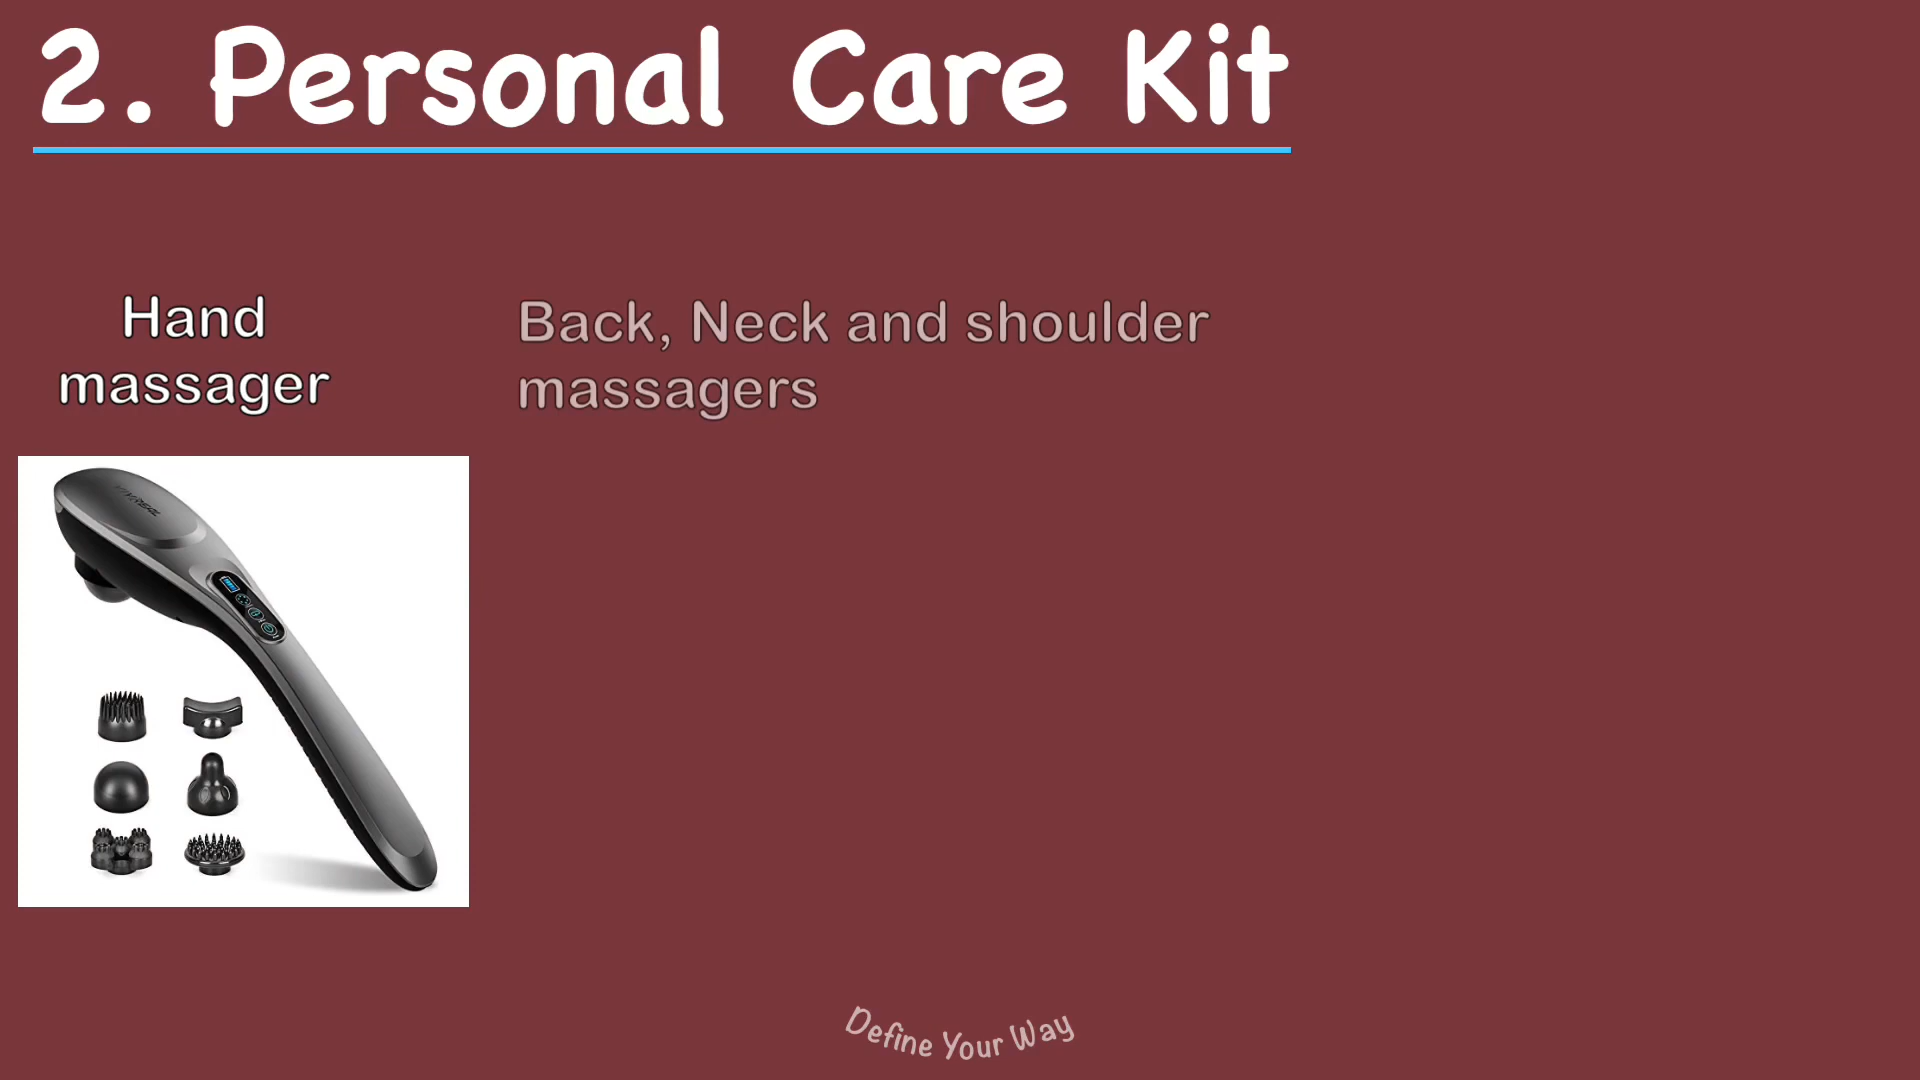 2. Personal Care Kit
Hand
massager
Back, Neck and shoulder
massagers
Define Your Way